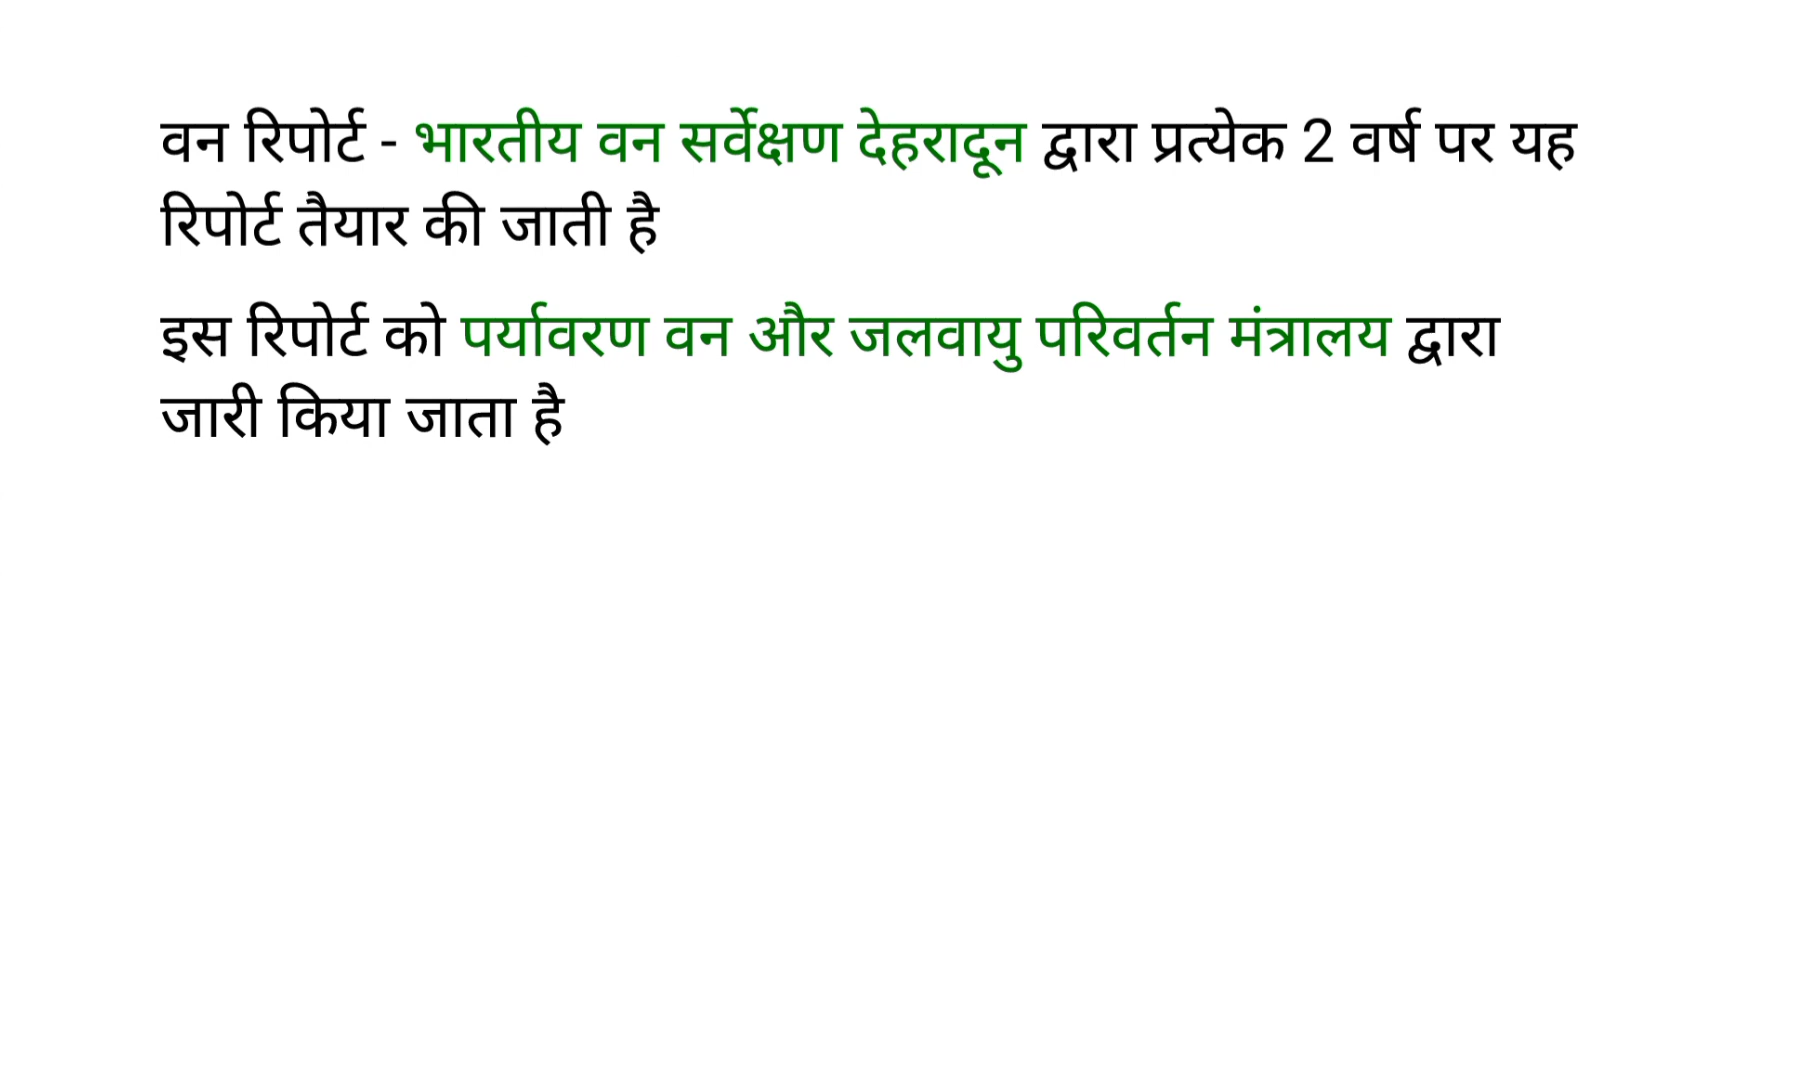 वन रिपोर्ट - भारतीय वन सर्वेक्षण देहरादून द्वारा प्रत्येक 2 वर्ष पर यह
रिपोर्ट तैयार की जाती है
इस रिपोर्ट को पर्यावरण वन और जलवायु परिवर्तन मंत्रालय द्वारा
जारी किया जाता है